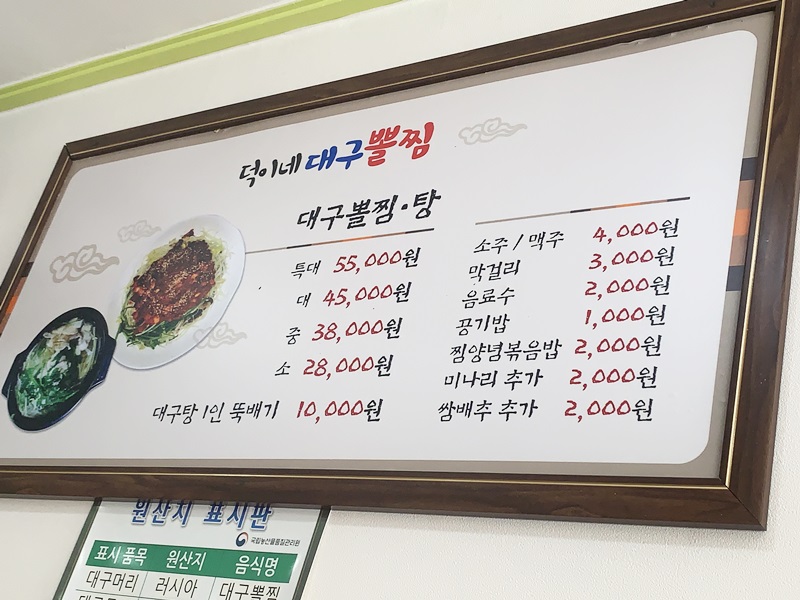 덕이네 대구뽈찜
대구뽈찜·탕
특대 55,000원
대 45,000원
중 38,000원
소 28,000원
대구탕 1인 뚝배기 10,000원
소주 / 맥주 4,000원
막걸리 3,000원
음료수 2,000원
공기밥 1,000원
찜양념볶음밥 2,000원
미나리 추가 2,000원
쌈배추 추가 2,000원
원산지 표시판
국립농산물품질관리원
표시 품목 원산지 음식명
대구머리 러시아 대구뽈찜